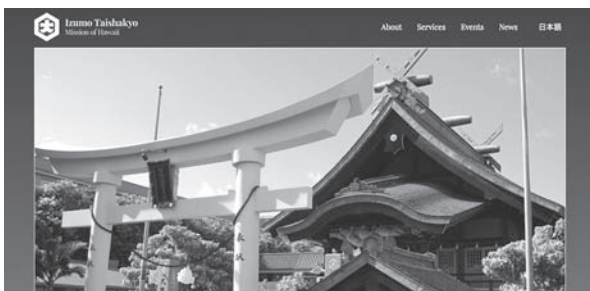 Izumo Taishakyo
Mission of Hawaii
About Services Events News 日本語